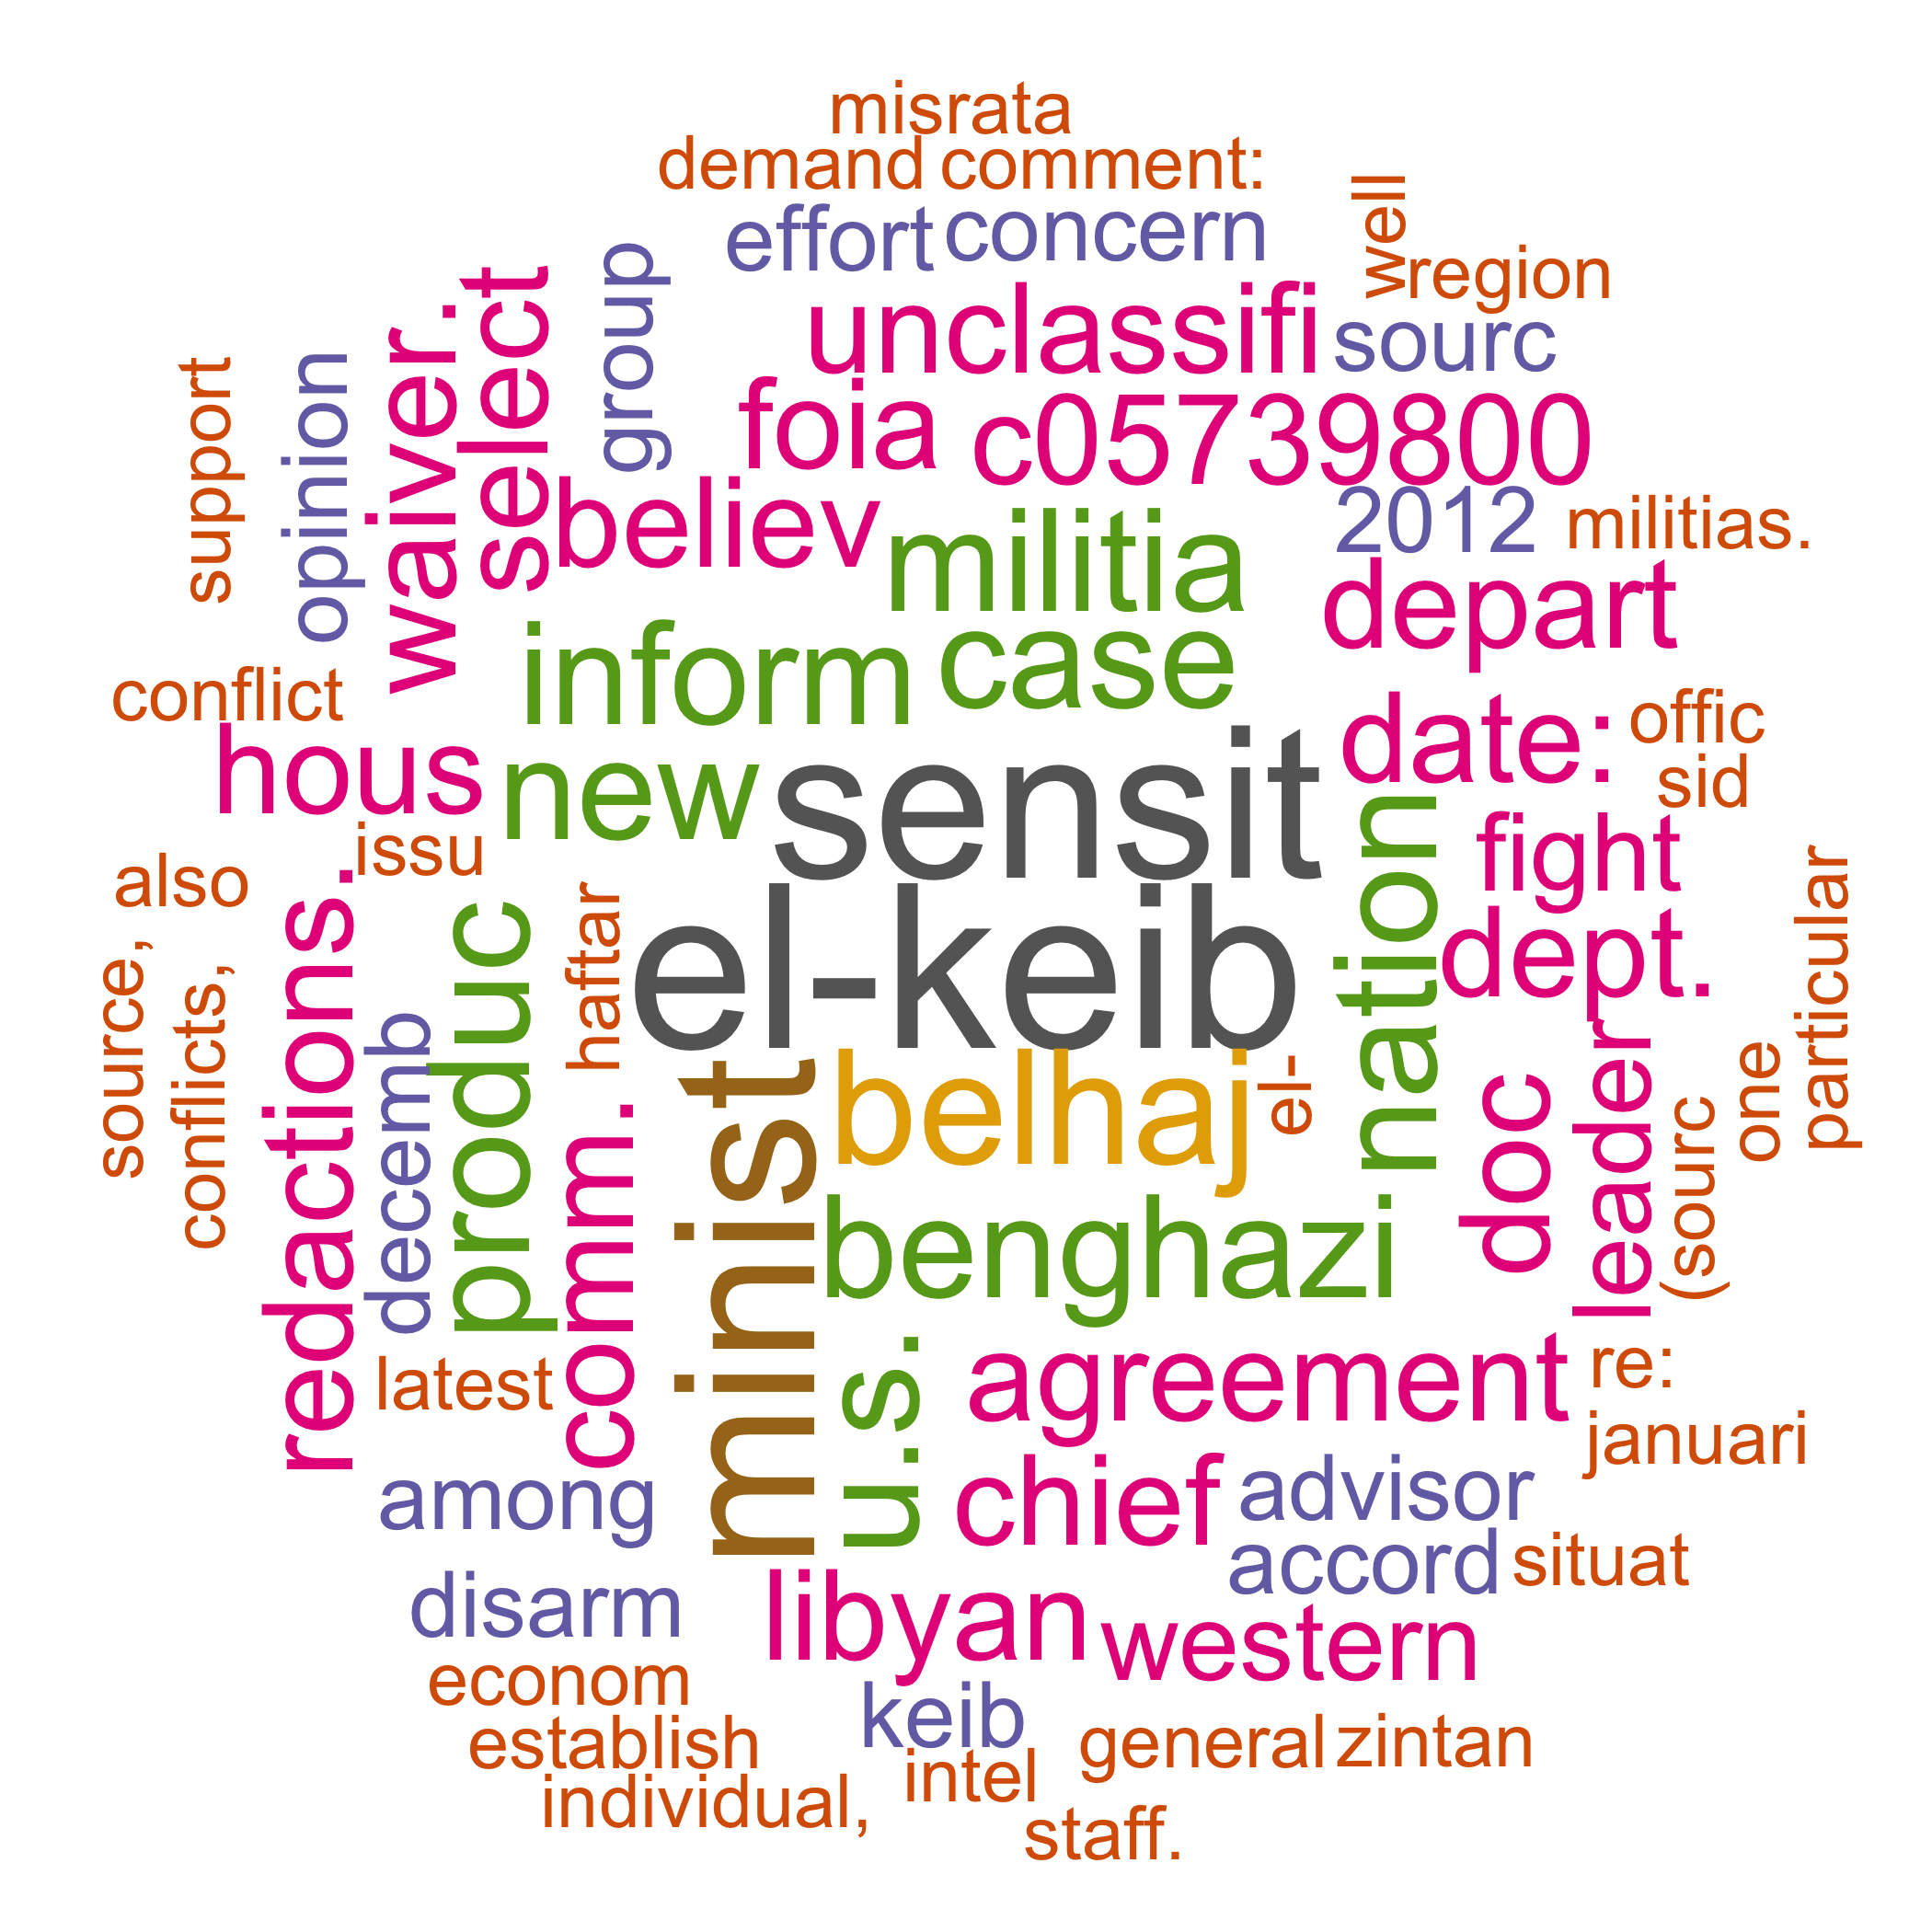 misrata
demand comment:
well
effort concern
region
group
select
unclassifi sourc
support
opinion
waiver.
foia c05739800
believ
2012 militias.
militia
depart
inform case
conflict
date: offic
hous new sensit
sid
issu
nation
fight
also
haftar
particular
source,
conflicts,
redactions.
produc
el-keib
dept.
decemb
minist
belhaj
el-
doc
leader
(sourc
one
comm.
benghazi
latest
u.s.
agreement re:
januari
among
chief advisor
accord situat
disarm
libyan western
econom
keib
establish
general zintan
individual, intel
staff.